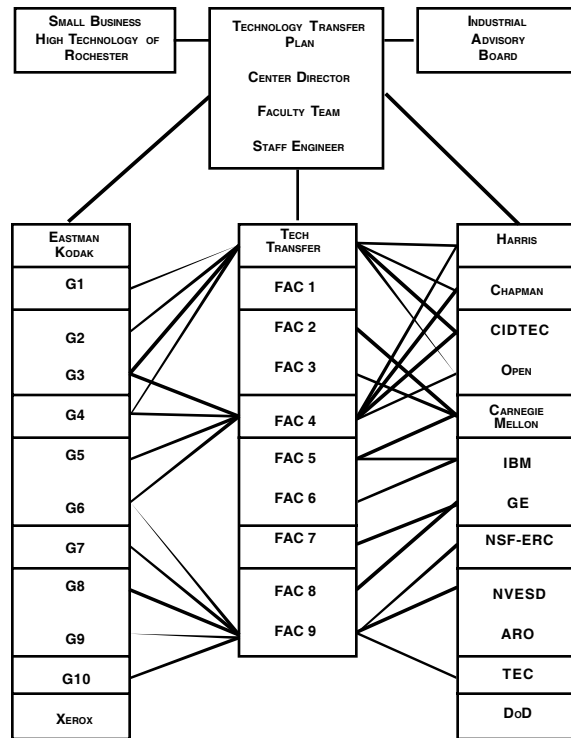 Small Business
High Technology of
Rochester
Technology Transfer
Plan
Center Director
Faculty Team
Staff Engineer
Industrial
Advisory
Board
Eastman
Kodak
G1
G2
G3
G4
G5
G6
G7
G8
G9
G10
Xerox
Tech
Transfer
FAC 1
FAC 2
FAC 3
FAC 4
FAC 5
FAC 6
FAC 7
FAC 8
FAC 9
Harris
Chapman
CIDTEC
Open
Carnegie
Mellon
IBM
GE
NSF-ERC
NVESD
ARO
TEC
DoD